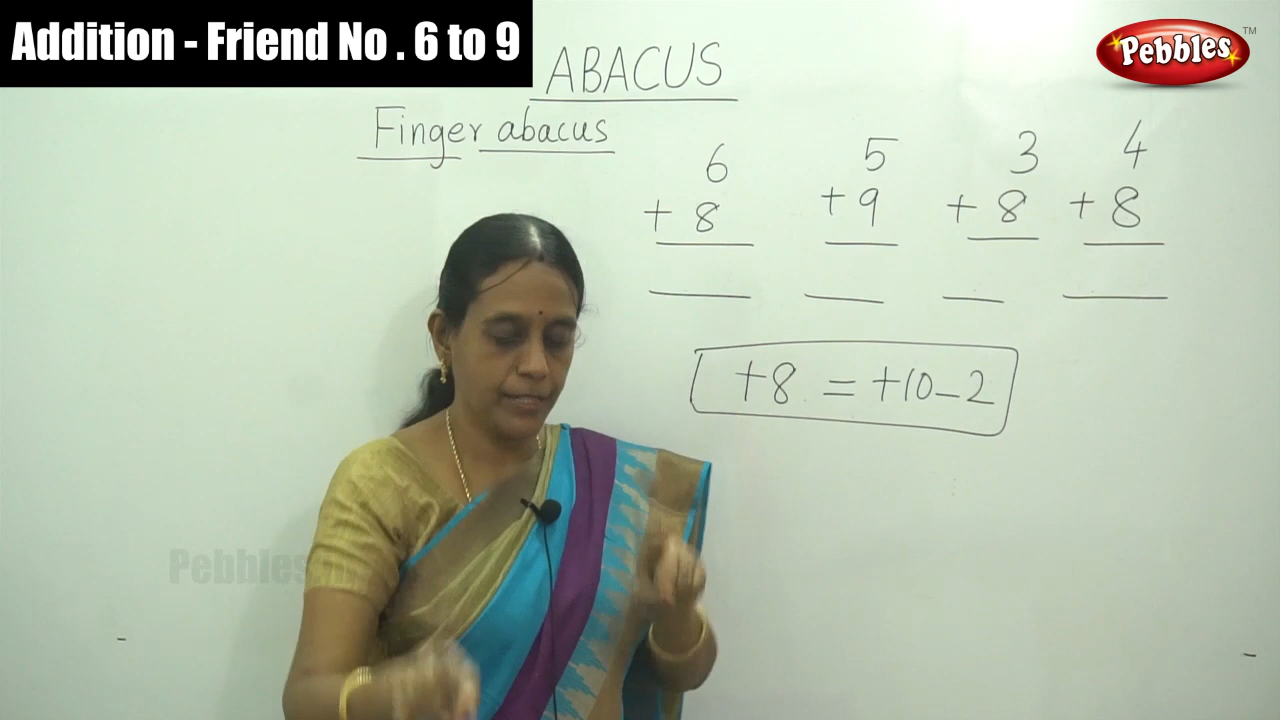 Addition - Friend No . 6 to 9
Pebbles TM
ABACUS
Finger abacus
6 5 3 4
+ 8 + 9 + 8 + 8
+8 = +10-2
Pebbles